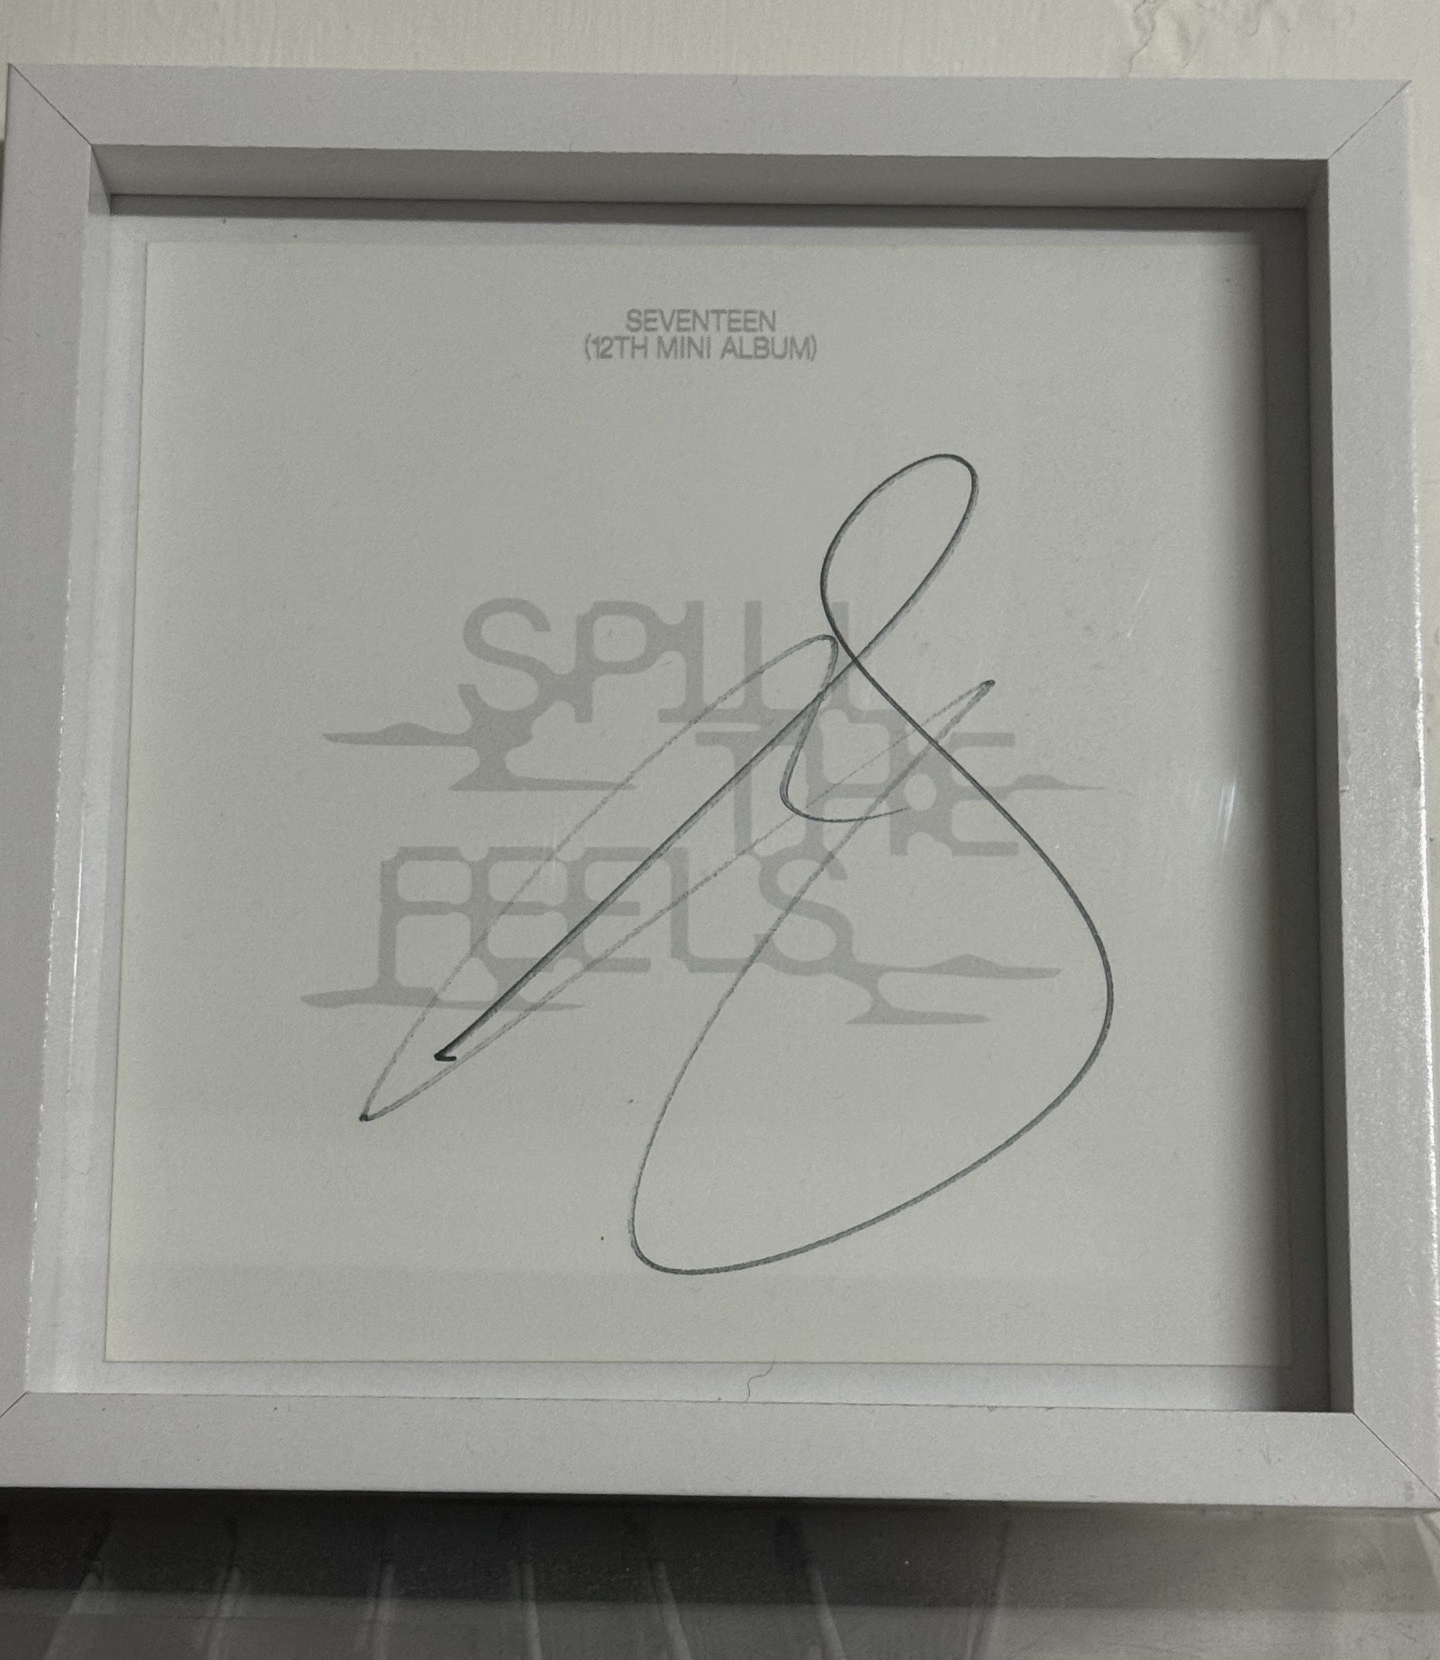 SEVENTEEN
(12TH MINI ALBUM)
SPILL
THE
FEELS